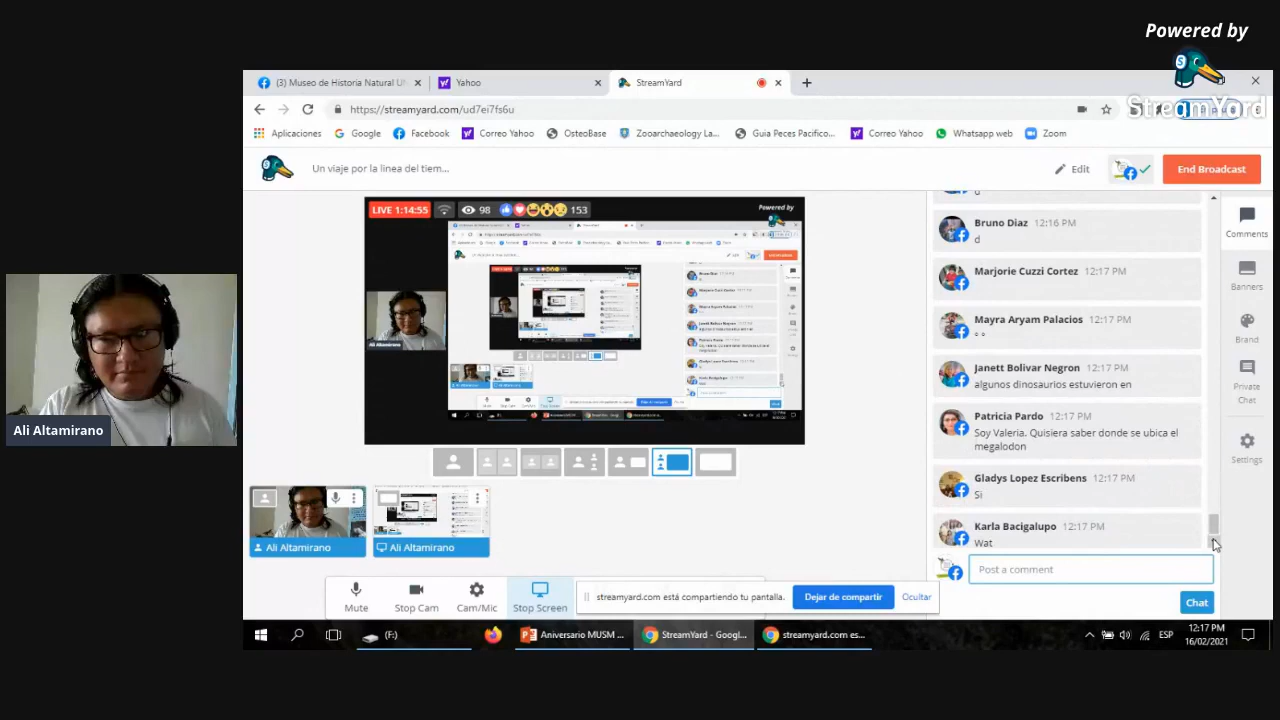 Powered by
StreamYard
(3) Museo de Historia Natural U
Yahoo
StreamYard
https://streamyard.com/ud7ei7fs6u
Aplicaciones
Google
Facebook
Correo Yahoo
OsteoBase
Zooarchaeology La...
Guia Peces Pacifico...
Correo Yahoo
Whatsapp web
Zoom
Un viaje por la linea del tiem...
Edit
End Broadcast
LIVE 1:14:55
98
153
Powered by
Ali Altamirano
Bruno Diaz 12:16 PM
d
Marjorie Cuzzi Cortez 12:17 PM
Mayra Aryam Palacios 12:17 PM
Janett Bolivar Negron 12:17 PM
algunos dinosaurios estuvieron en
Patricia Pardo 12:17 PM
Soy Valeria. Quisiera saber donde se ubica el
megalodon
Gladys Lopez Escribens 12:17 PM
Si
Karla Bacigalupo 12:17 PM
Wat
Post a comment
Chat
Comments
Banners
Brand
Private
Chat
Settings
Ali Altamirano
Ali Altamirano
Ali Altamirano
Mute
Stop Cam
Cam/Mic
Stop Screen
streamyard.com está compartiendo tu pantalla.
Dejar de compartir
Ocultar
(F:)
Aniversario MUSM ...
StreamYard - Googl...
streamyard.com es...
ESP
12:17 PM
16/02/2021